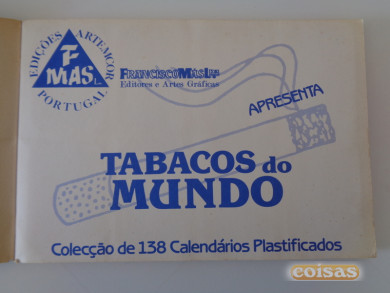 EDIÇÕES ARTEMCOR
F
MAS L.
PORTUGAL
FRANCISCO MAS, LDA
Editores e Artes Gráficas
APRESENTA
TABACOS do
MUNDO
Colecção de 138 Calendários Plastificados
coisas